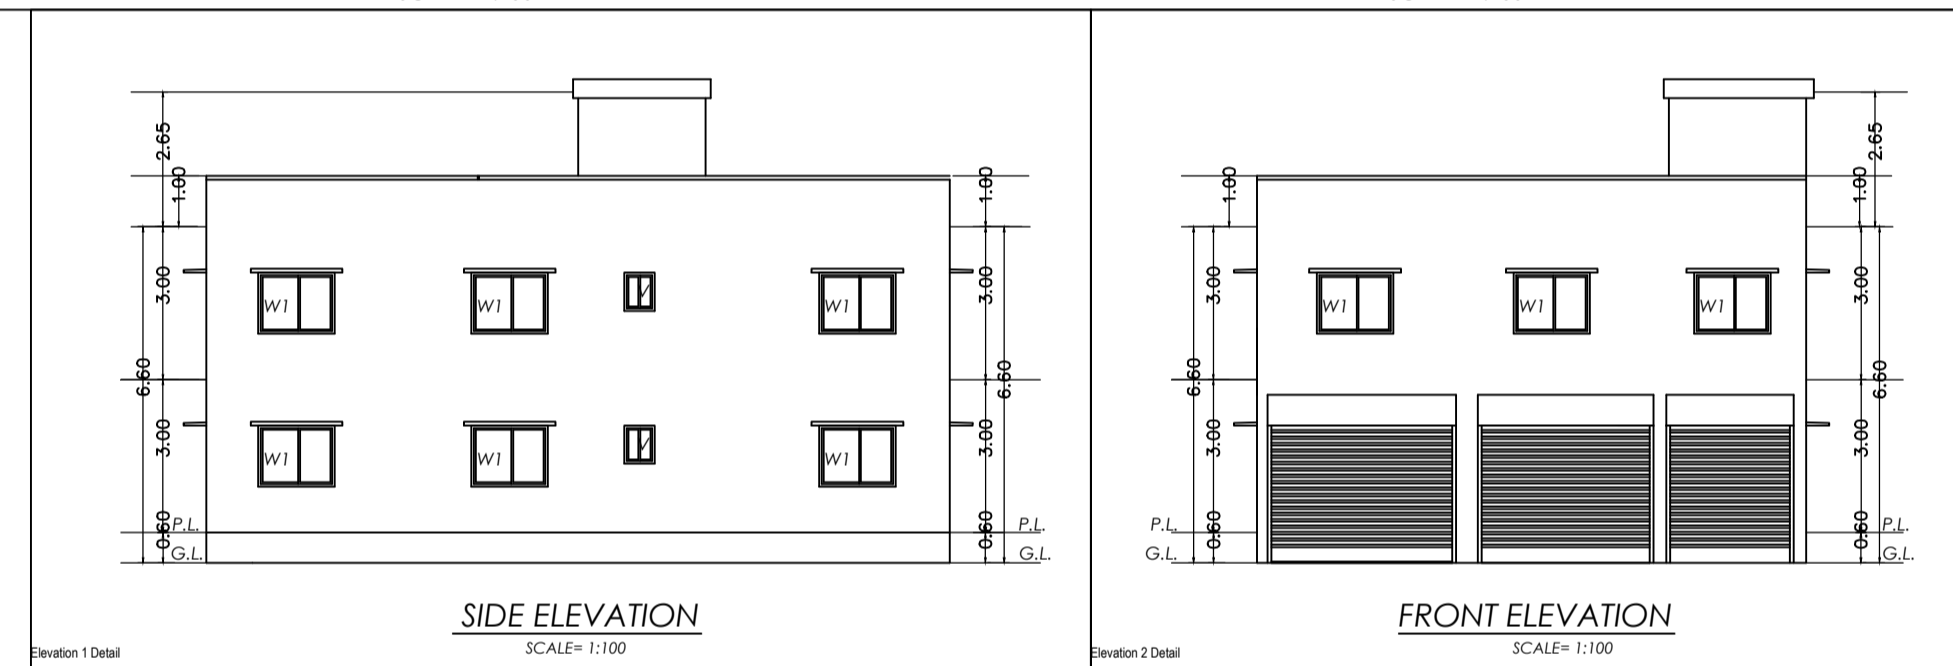 2.65
1.00
1.00
3.00
3.00
W1
W1
V
W1
6.60
6.60
3.00
3.00
W1
W1
V
W1
0.60
P.L.
0.60
P.L.
G.L.
G.L.
SIDE ELEVATION
SCALE= 1:100
Elevation 1 Detail
2.65
1.00
1.00
3.00
3.00
W1
W1
W1
6.60
6.60
3.00
3.00
P.L.
0.60
0.60
P.L.
G.L.
G.L.
FRONT ELEVATION
SCALE= 1:100
Elevation 2 Detail